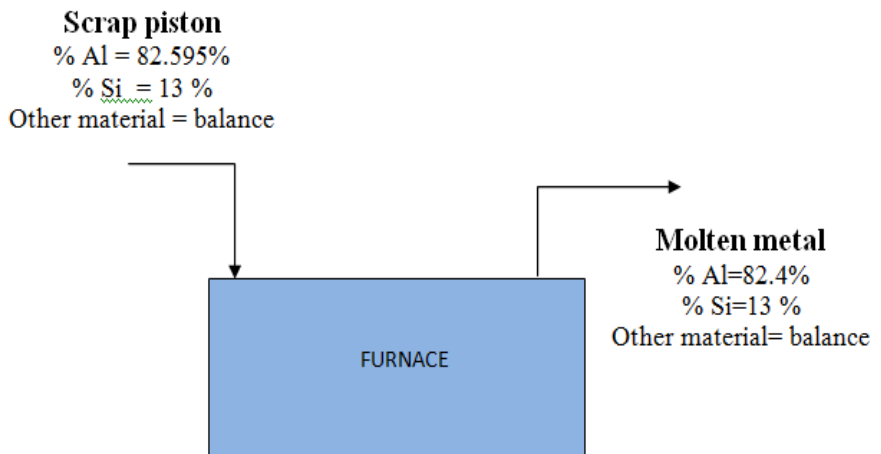 Scrap piston
% Al = 82.595%
% Si = 13 %
Other material = balance
Molten metal
% Al=82.4%
% Si=13 %
Other material= balance
FURNACE